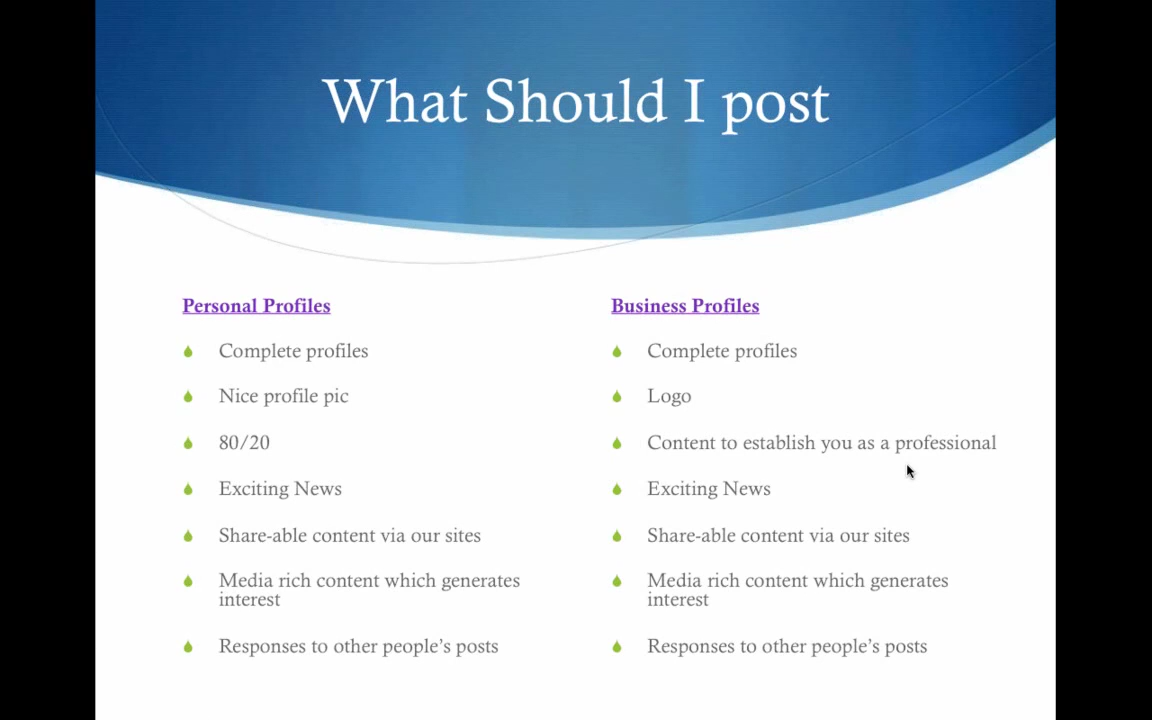 What Should I post
Personal Profiles
Complete profiles
Nice profile pic
80/20
Exciting News
Share-able content via our sites
Media rich content which generates
interest
Responses to other people’s posts
Business Profiles
Complete profiles
Logo
Content to establish you as a professional
Exciting News
Share-able content via our sites
Media rich content which generates
interest
Responses to other people’s posts